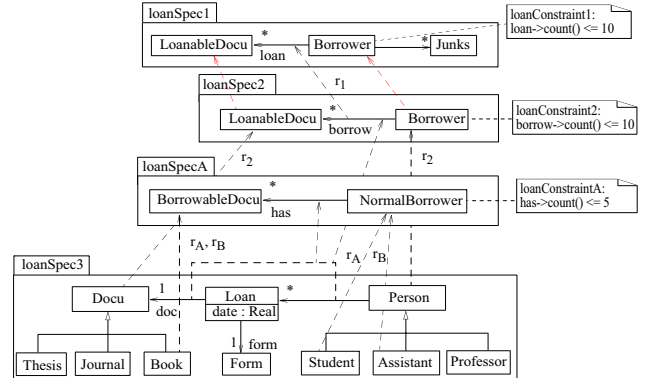 loanSpec1
loanConstraint1:
loan->count() <= 10
LoanableDocu
*
loan
Borrower
*
Junks
r1
loanSpec2
LoanableDocu
*
borrow
Borrower
loanConstraint2:
borrow->count() <= 10
r2
r2
loanSpecA
BorrowableDocu
*
has
NormalBorrower
loanConstraintA:
has->count() <= 5
rA, rB
rA
rB
loanSpec3
Docu
1
doc
Loan
date : Real
*
Person
1
form
Thesis
Journal
Book
Form
Student
Assistant
Professor